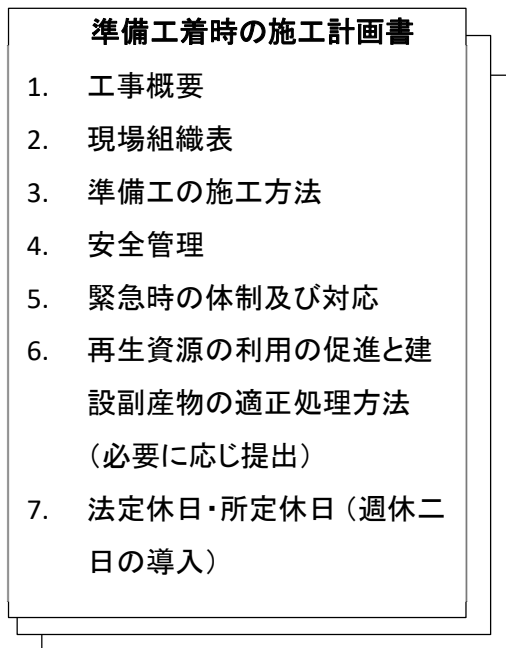 準備工着時の施工計画書
1. 工事概要
2. 現場組織表
3. 準備工の施工方法
4. 安全管理
5. 緊急時の体制及び対応
6. 再生資源の利用の促進と建
設副産物の適正処理方法
（必要に応じ提出）
7. 法定休日・所定休日（週休二
日の導入）